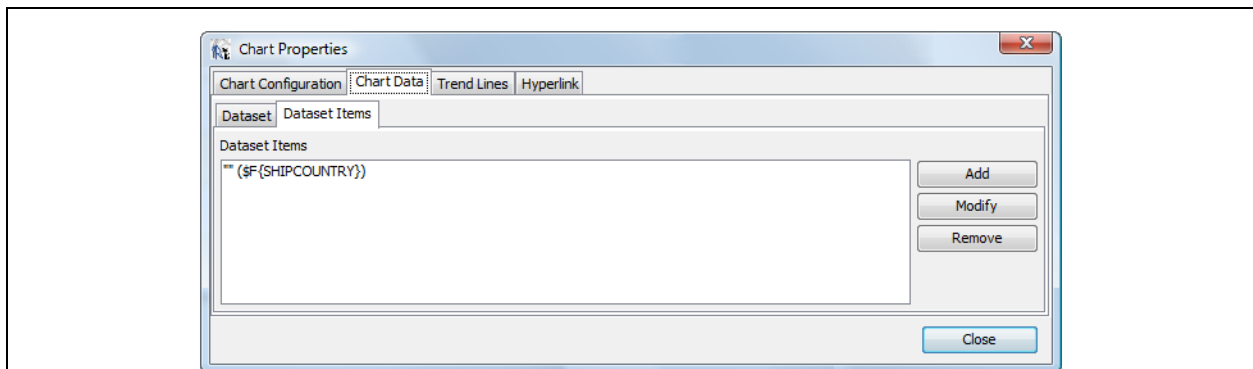 Chart Properties
Chart Configuration Chart Data Trend Lines Hyperlink
Dataset Dataset Items
Dataset Items
"" ($F{SHIPCOUNTRY})
Add
Modify
Remove
Close